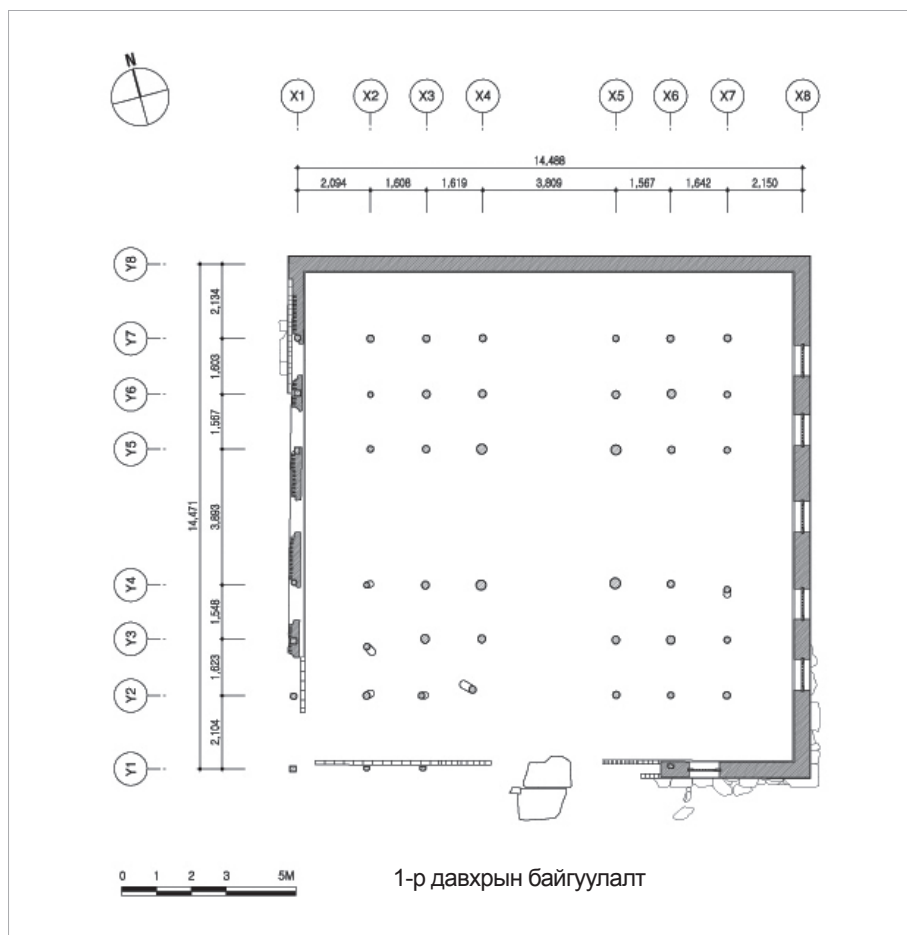 N
X1 X2 X3 X4 X5 X6 X7 X8
14,488
2,094 1,608 1,619 3,809 1,567 1,642 2,150
Y8
2,134
Y7
1,603
Y6
1,567
Y5
14,471
3,893
Y4
1,548
Y3
1,623
Y2
2,104
Y1
0 1 2 3 5M
1-р давхрын байгуулалт